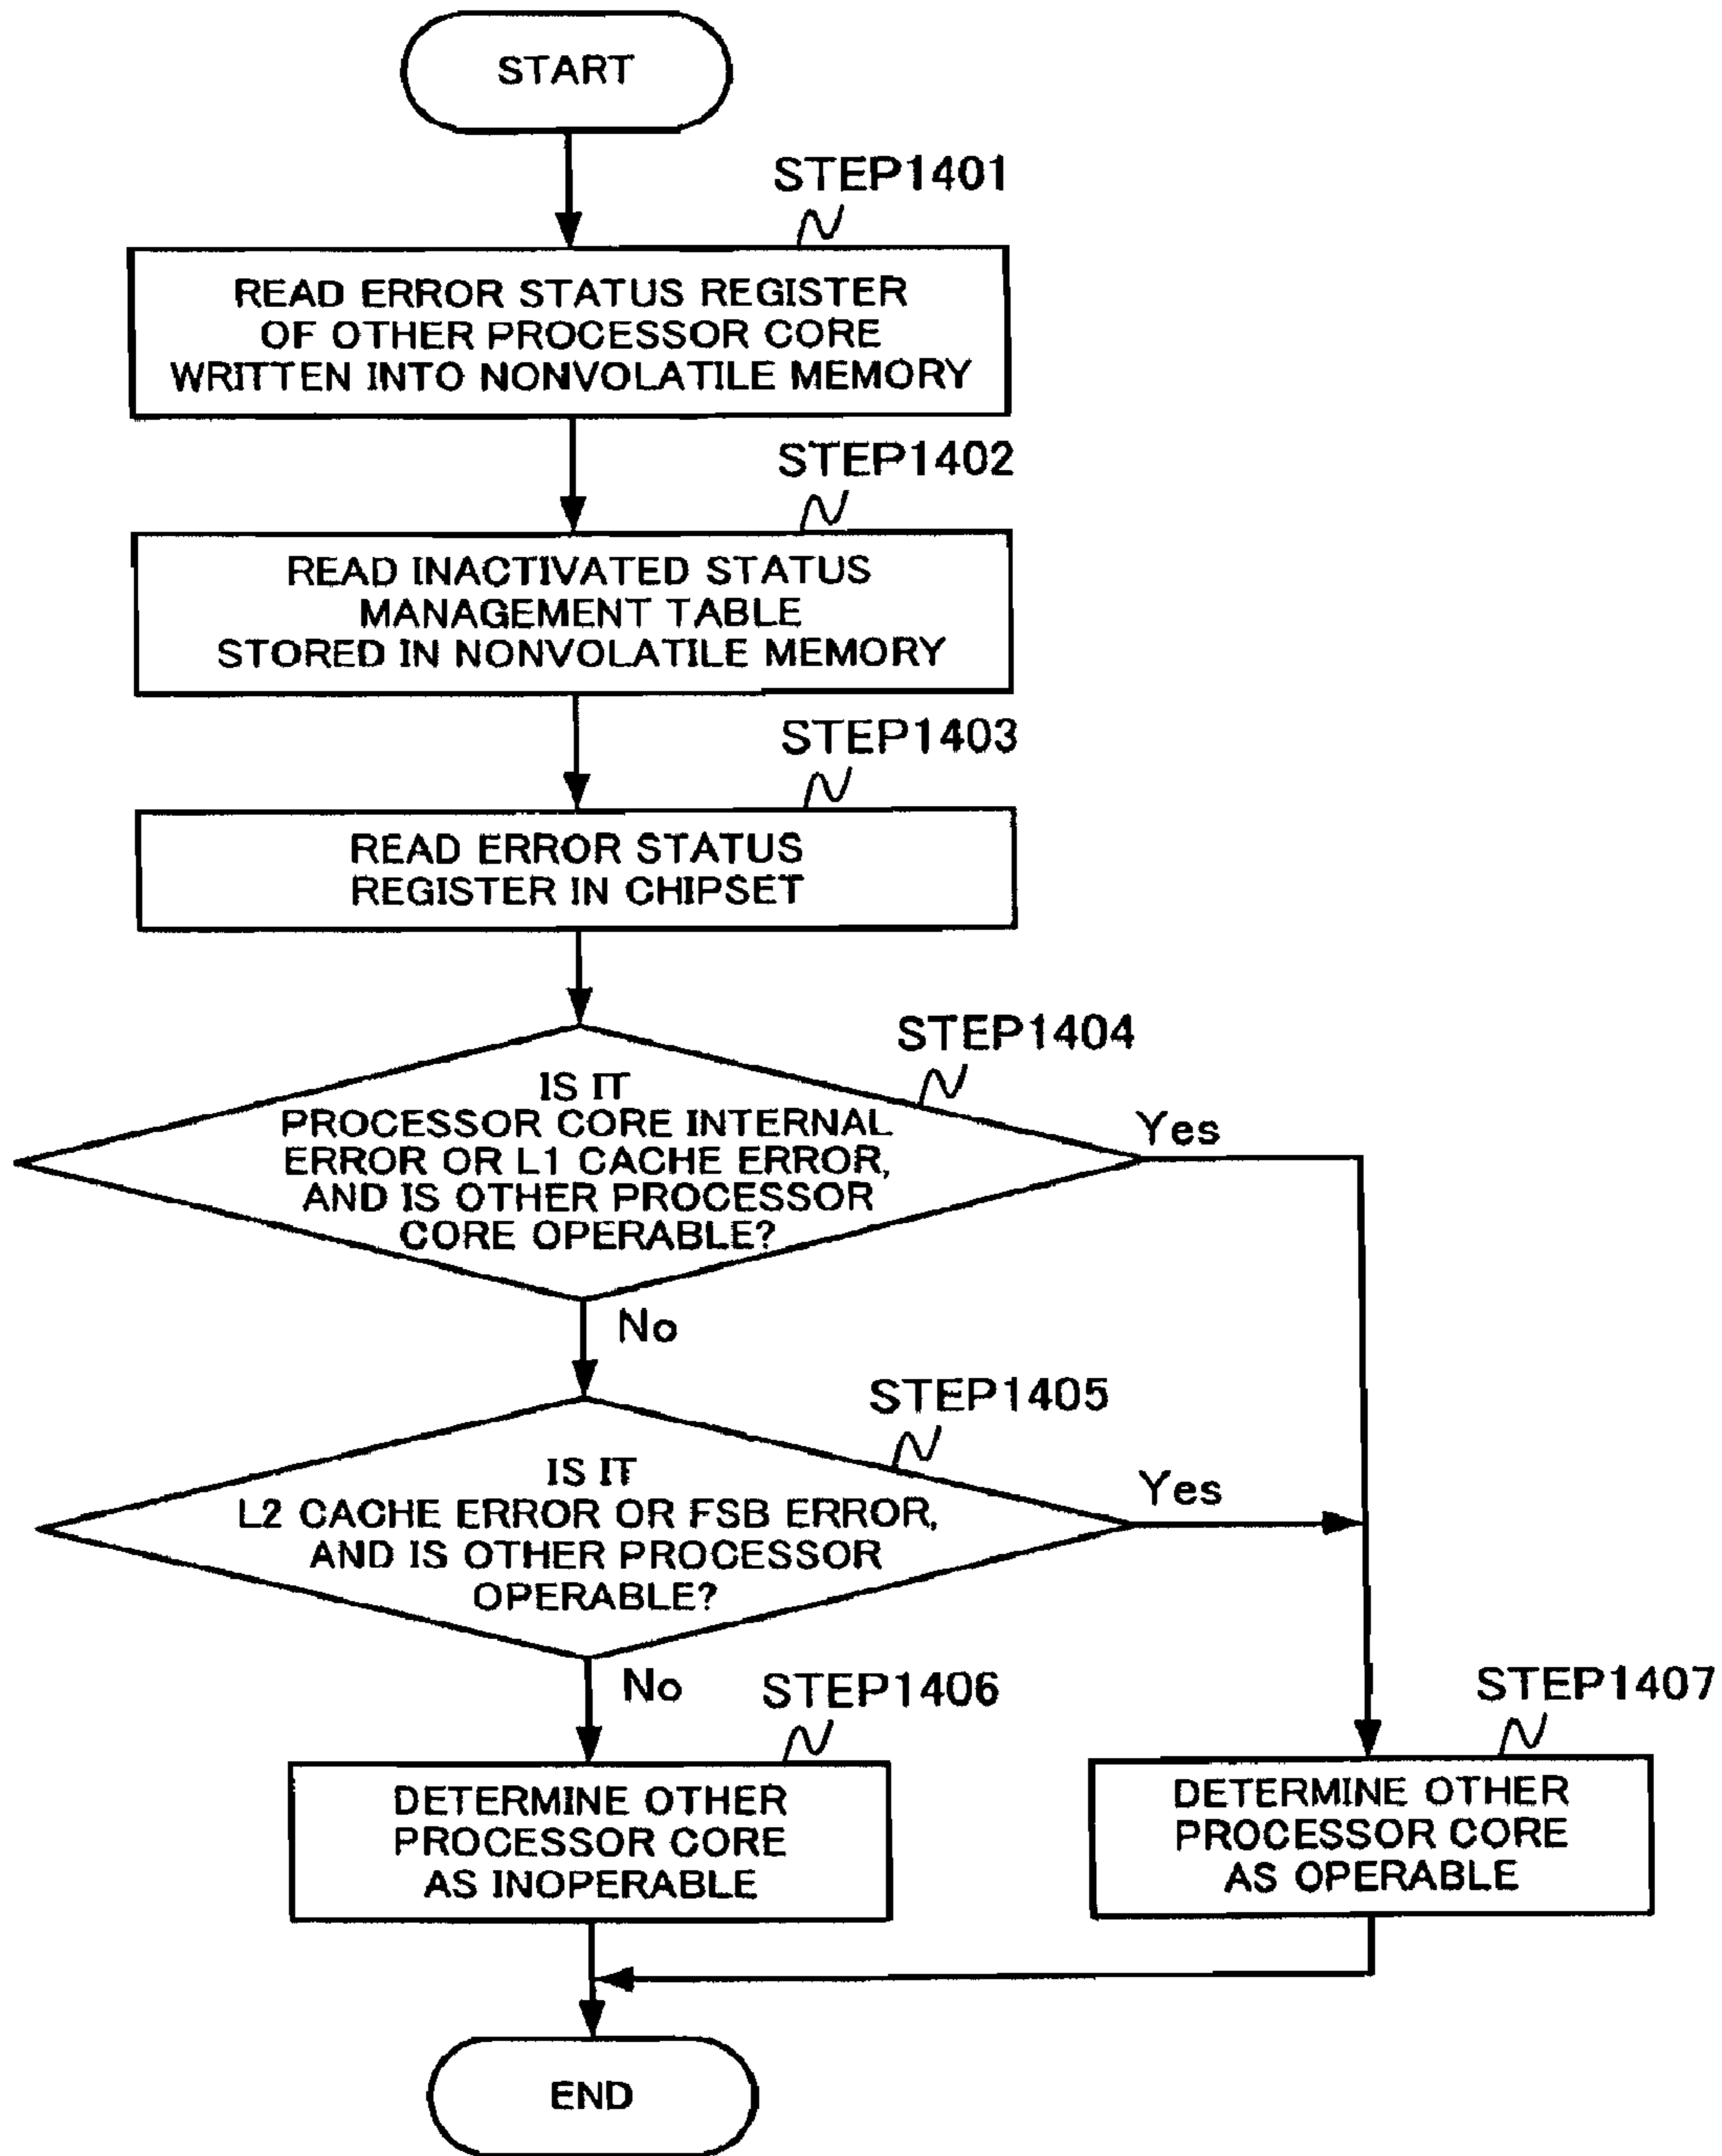 START
STEP1401
READ ERROR STATUS REGISTER
OF OTHER PROCESSOR CORE
WRITTEN INTO NONVOLATILE MEMORY
STEP1402
READ INACTIVATED STATUS
MANAGEMENT TABLE
STORED IN NONVOLATILE MEMORY
STEP1403
READ ERROR STATUS
REGISTER IN CHIPSET
STEP1404
IS IT
PROCESSOR CORE INTERNAL
ERROR OR L1 CACHE ERROR,
AND IS OTHER PROCESSOR
CORE OPERABLE?
Yes
No
STEP1405
IS IT
L2 CACHE ERROR OR FSB ERROR,
AND IS OTHER PROCESSOR
OPERABLE?
Yes
No
STEP1406
DETERMINE OTHER
PROCESSOR CORE
AS INOPERABLE
STEP1407
DETERMINE OTHER
PROCESSOR CORE
AS OPERABLE
END